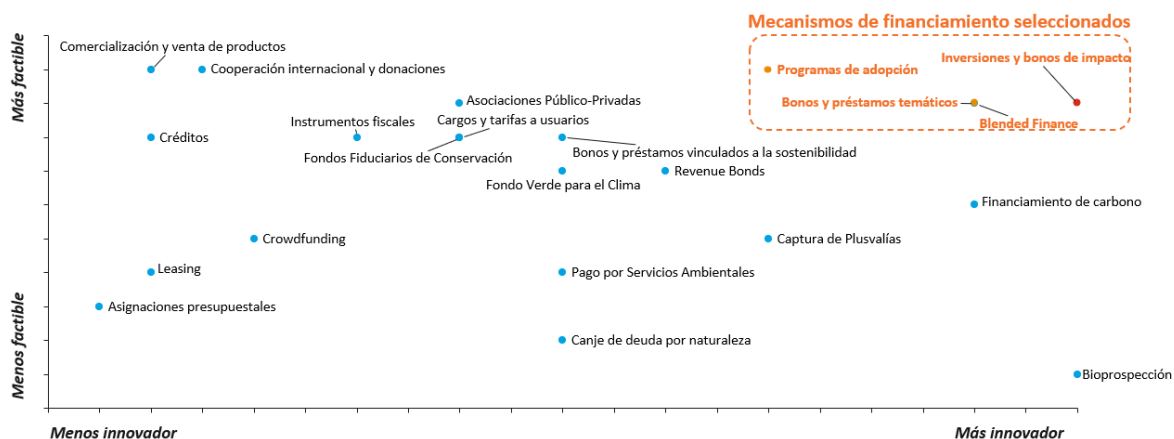 Mecanismos de financiamiento seleccionados
Comercialización y venta de productos
Inversiones y bonos de impacto
Cooperación internacional y donaciones
Programas de adopción
Más factible
Asociaciones Público-Privadas
Bonos y préstamos temáticos
Instrumentos fiscales
Cargos y tarifas a usuarios
Blended Finance
Créditos
Fondos Fiduciarios de Conservación
Bonos y préstamos vinculados a la sostenibilidad
Fondo Verde para el Clima
Revenue Bonds
Financiamiento de carbono
Crowdfunding
Captura de Plusvalías
Leasing
Pago por Servicios Ambientales
Asignaciones presupuestales
Menos factible
Canje de deuda por naturaleza
Bioprospección
Menos innovador
Más innovador